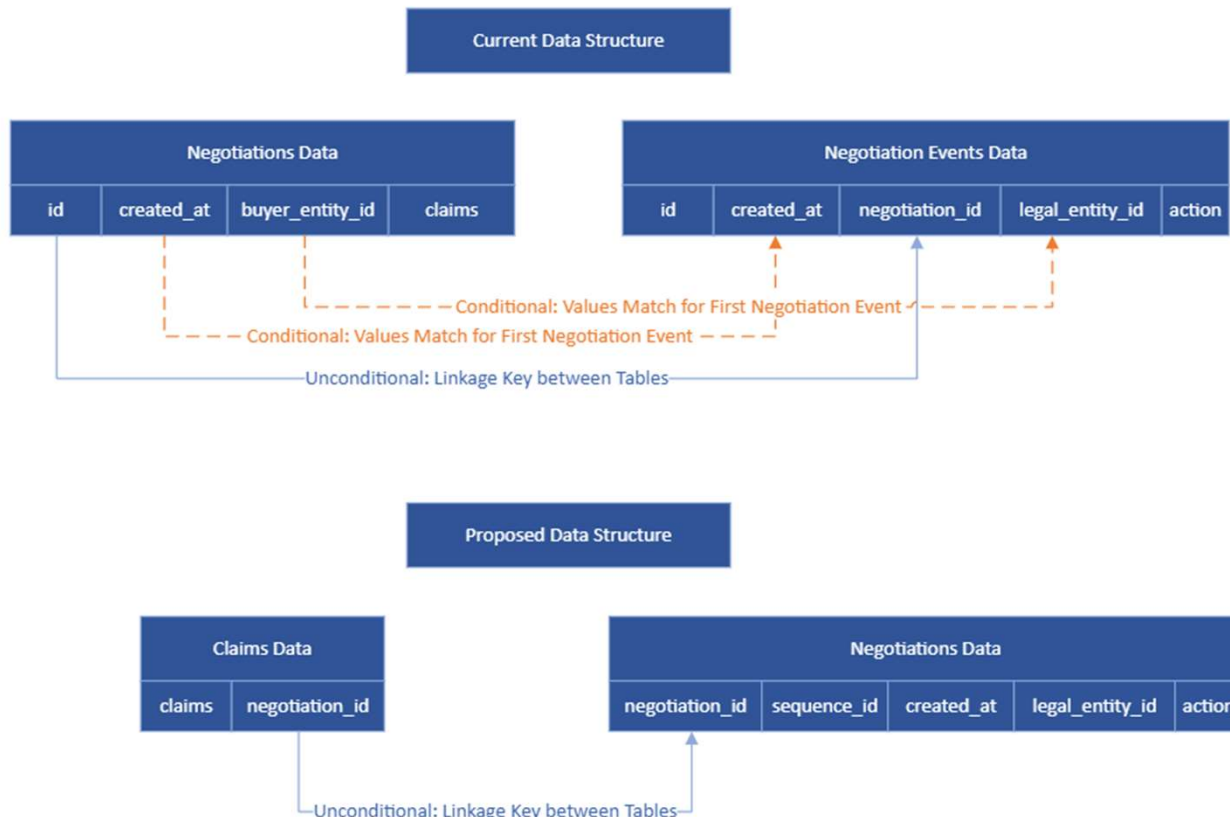 Current Data Structure
Negotiations Data
id created_at buyer_entity_id claims
Negotiation Events Data
id created_at negotiation_id legal_entity_id action
Conditional: Values Match for First Negotiation Event
Conditional: Values Match for First Negotiation Event
Unconditional: Linkage Key between Tables
Proposed Data Structure
Claims Data
claims negotiation_id
Negotiations Data
negotiation_id sequence_id created_at legal_entity_id action
Unconditional: Linkage Key between Tables